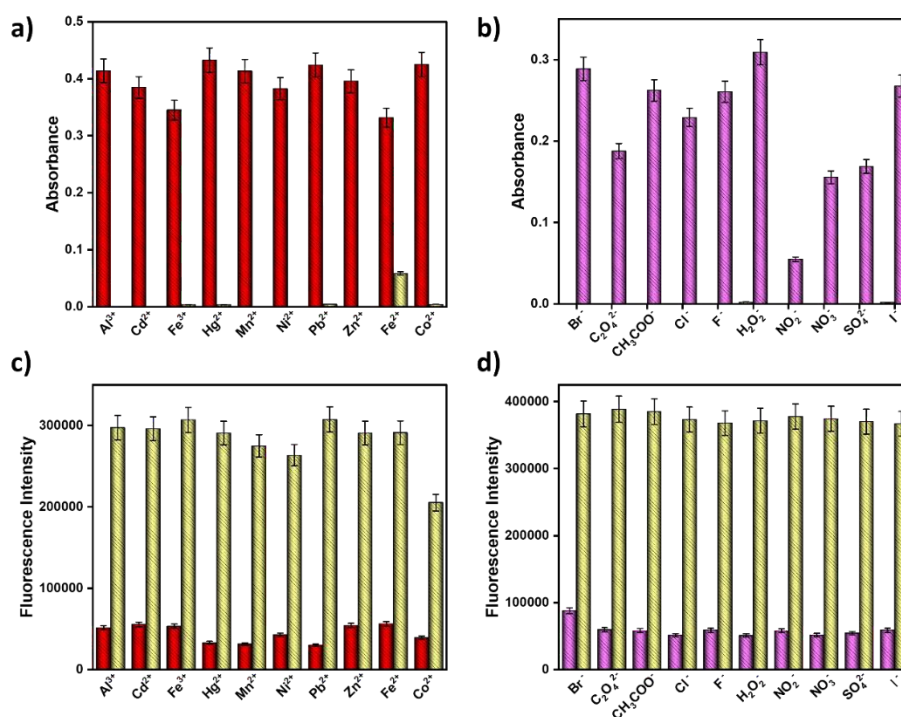 a)
Absorbance
0.5
0.4
0.3
0.2
0.1
0.0
Al³⁺ Cd²⁺ Fe³⁺ Hg²⁺ Mn²⁺ Ni²⁺ Pb²⁺ Zn²⁺ Fe²⁺ Co²⁺
b)
Absorbance
0.3
0.2
0.1
0.0
Br⁻ C₂O₄²⁻ CH₃COO⁻ Cl⁻ F⁻ H₂O₂⁻ NO₂⁻ NO₃⁻ SO₄²⁻ I⁻
c)
Fluorescence Intensity
300000
200000
100000
0
Al³⁺ Cd²⁺ Fe³⁺ Hg²⁺ Mn²⁺ Ni²⁺ Pb²⁺ Zn²⁺ Fe²⁺ Co²⁺
d)
Fluorescence Intensity
400000
300000
200000
100000
0
Br⁻ C₂O₄²⁻ CH₃COO⁻ Cl⁻ F⁻ H₂O₂⁻ NO₂⁻ NO₃⁻ SO₄²⁻ I⁻